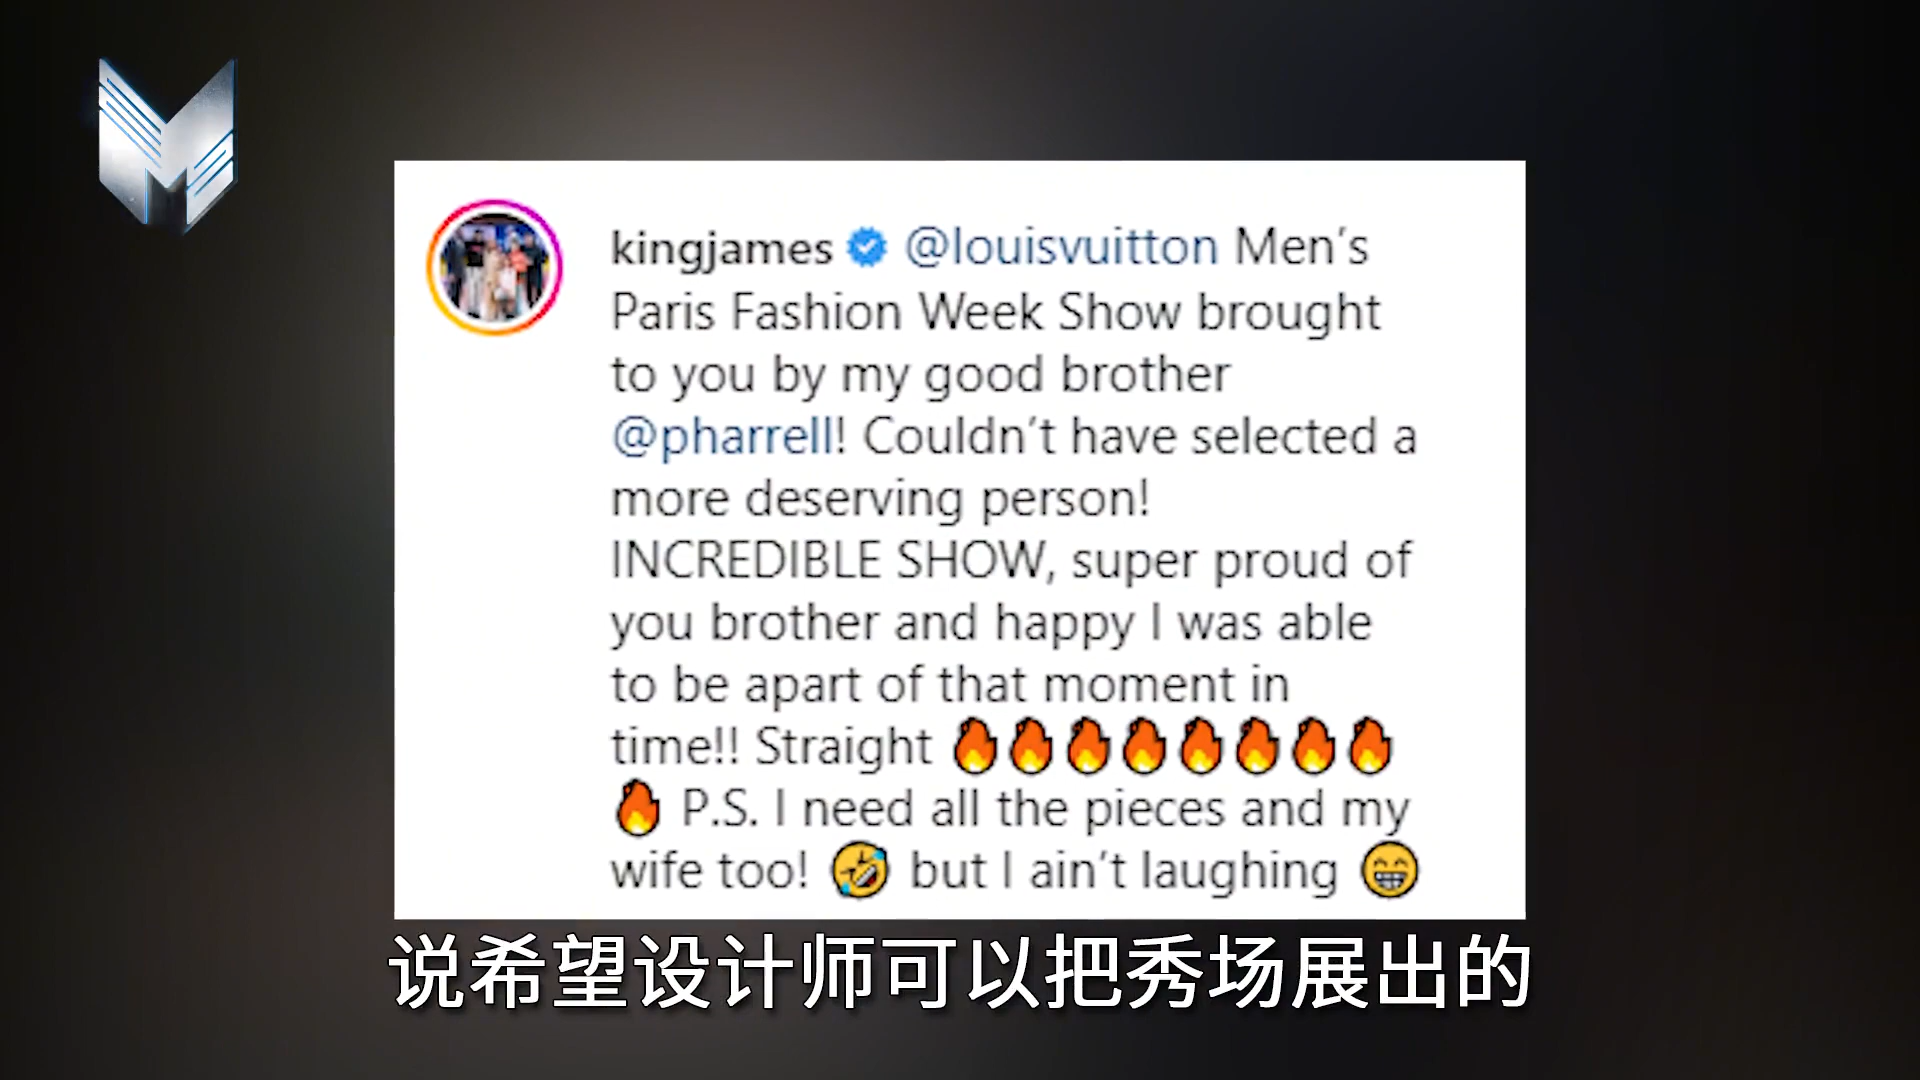 kingjames @louisvuitton Men's
Paris Fashion Week Show brought
to you by my good brother
@pharrell! Couldn't have selected a
more deserving person!
INCREDIBLE SHOW, super proud of
you brother and happy I was able
to be apart of that moment in
time!! Straight 🔥🔥🔥🔥🔥🔥🔥🔥
🔥 P.S. I need all the pieces and my
wife too! 🤣 but I ain't laughing 😁
说希望设计师可以把秀场展出的